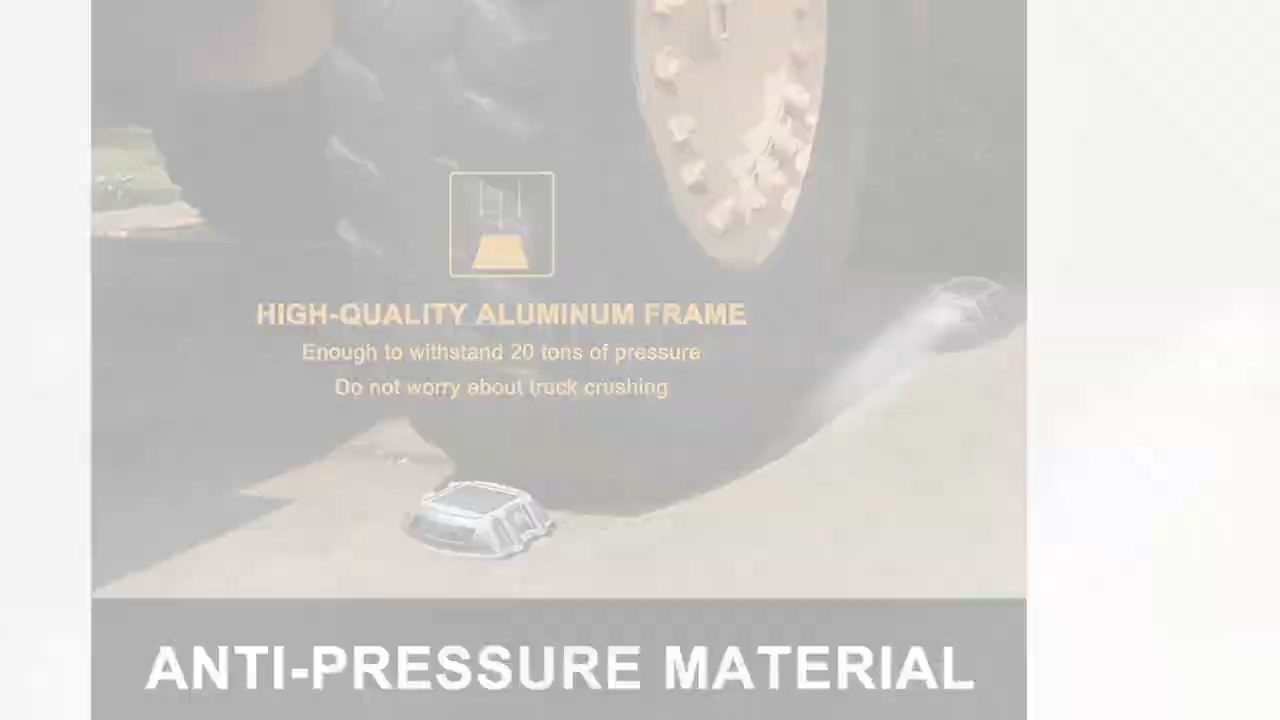 HIGH-QUALITY ALUMINUM FRAME
Enough to withstand 20 tons of pressure
Do not worry about truck crushing
ANTI-PRESSURE MATERIAL